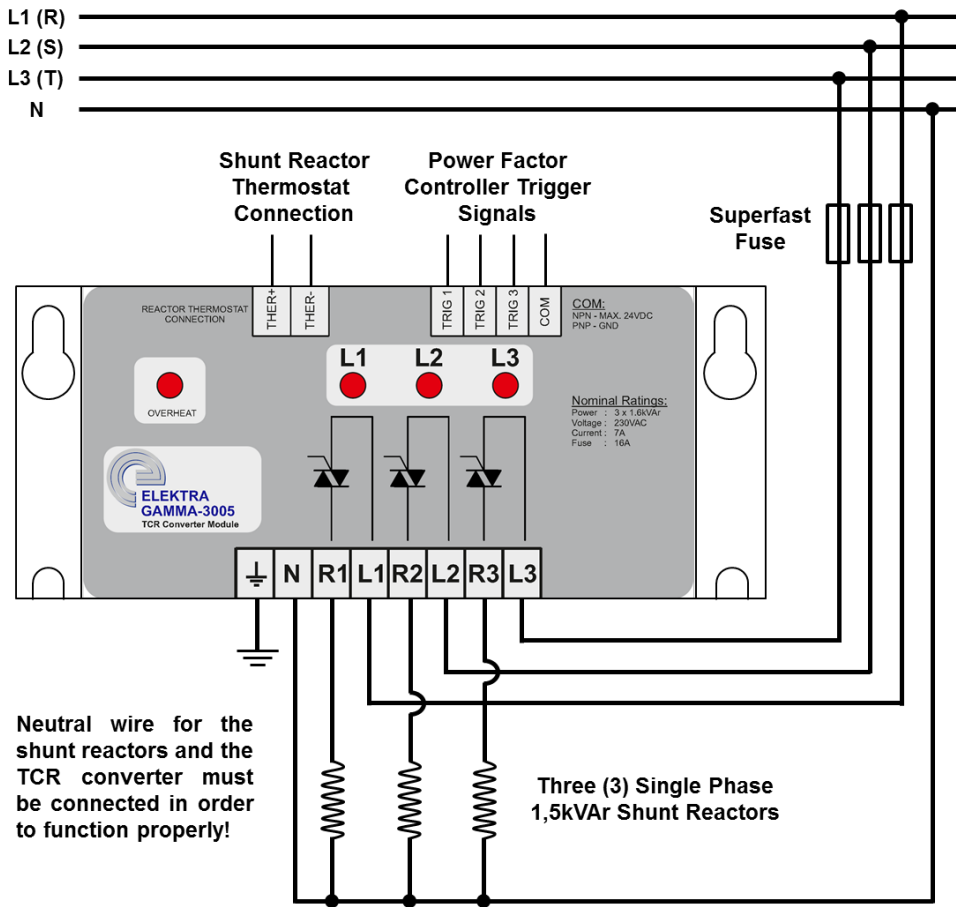 L1 (R)
L2 (S)
L3 (T)
N
Shunt Reactor
Thermostat
Connection
Power Factor
Controller Trigger
Signals
Superfast
Fuse
REACTOR THERMOSTAT
CONNECTION
THER+
THER-
TRIG 1
TRIG 2
TRIG 3
COM
COM:
NPN - MAX. 24VDC
PNP - GND
L1 L2 L3
OVERHEAT
Nominal Ratings:
Power : 3 x 1.6kVAr
Voltage : 230VAC
Current : 7A
Fuse : 16A
ELEKTRA
GAMMA-3005
TCR Converter Module
N R1 L1 R2 L2 R3 L3
Neutral wire for the
shunt reactors and the
TCR converter must
be connected in order
to function properly!
Three (3) Single Phase
1,5kVAr Shunt Reactors